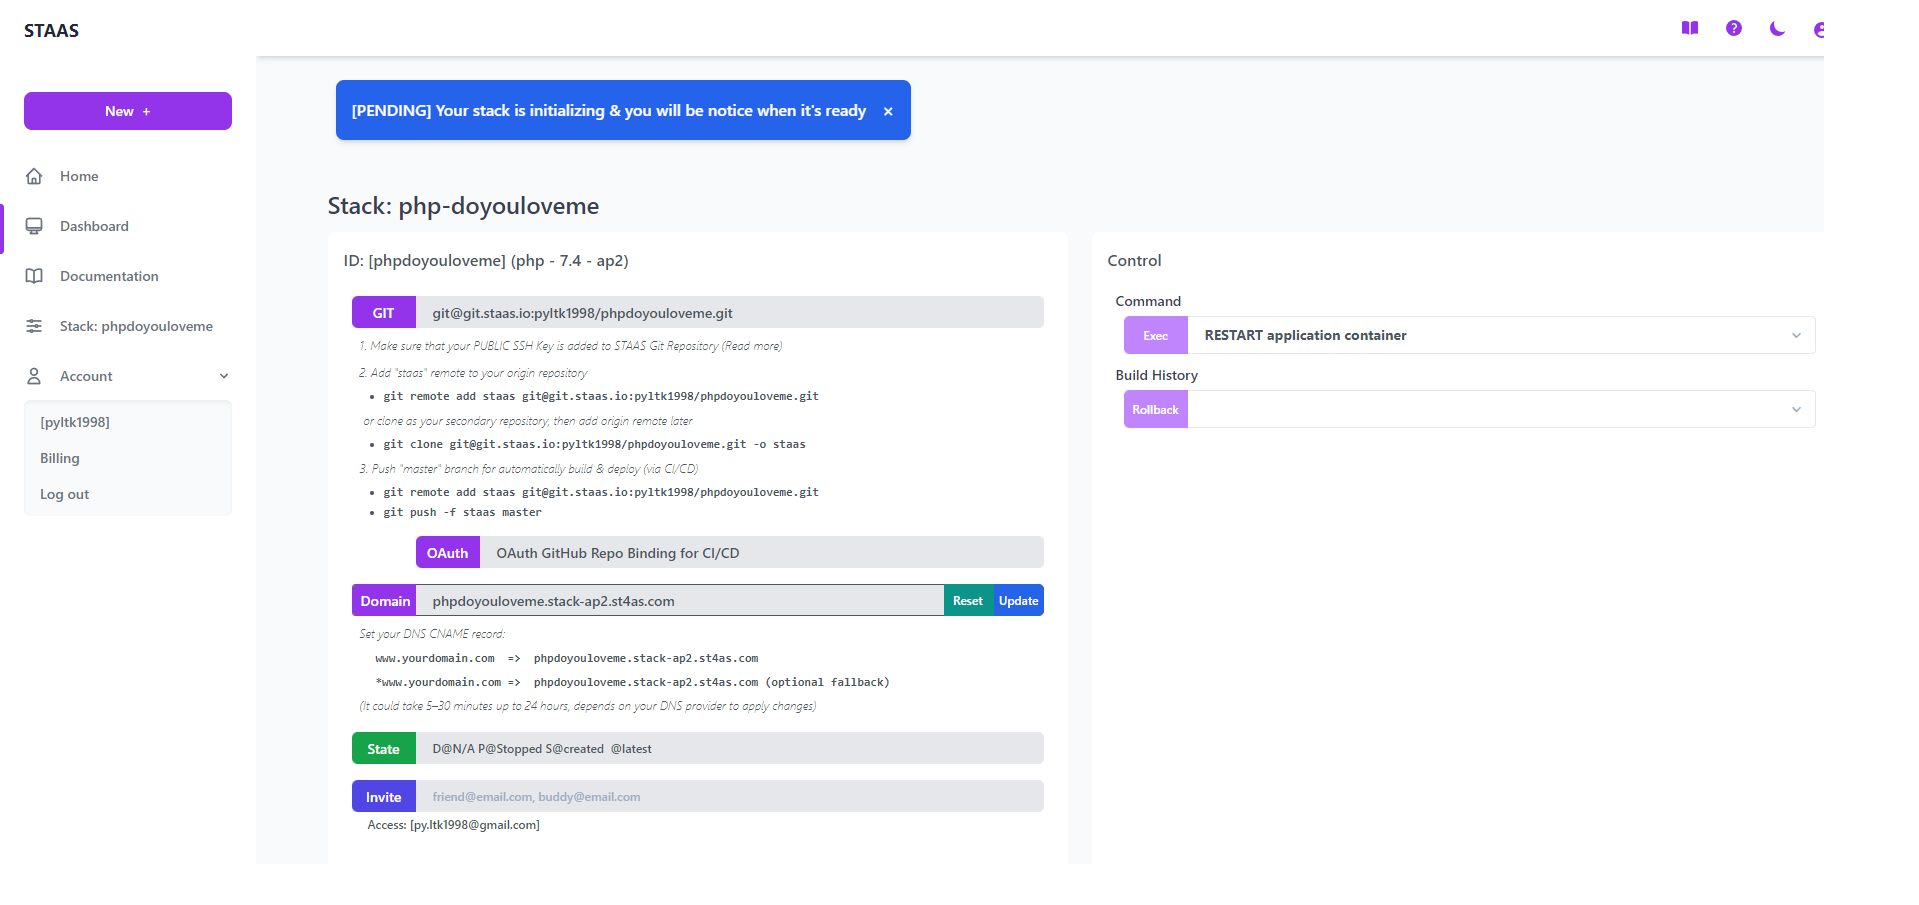 STAAS
New +
Home
Dashboard
Documentation
Stack: phpdoyouloveme
Account
[pyltk1998]
Billing
Log out
[PENDING] Your stack is initializing & you will be notice when it's ready ×
Stack: php-doyouloveme
ID: [phpdoyouloveme] (php - 7.4 - ap2)
GIT git@git.staas.io:pyltk1998/phpdoyouloveme.git
1. Make sure that your PUBLIC SSH Key is added to STAAS Git Repository (Read more)
2. Add "staas" remote to your origin repository
• git remote add staas git@git.staas.io:pyltk1998/phpdoyouloveme.git
or clone as your secondary repository, then add origin remote later
• git clone git@git.staas.io:pyltk1998/phpdoyouloveme.git -o staas
3. Push "master" branch for automatically build & deploy (via CI/CD)
• git remote add staas git@git.staas.io:pyltk1998/phpdoyouloveme.git
• git push -f staas master
OAuth OAuth GitHub Repo Binding for CI/CD
Domain phpdoyouloveme.stack-ap2.st4as.com Reset Update
Set your DNS CNAME record:
www.yourdomain.com => phpdoyouloveme.stack-ap2.st4as.com
*www.yourdomain.com => phpdoyouloveme.stack-ap2.st4as.com (optional fallback)
(It could take 5–30 minutes up to 24 hours, depends on your DNS provider to apply changes)
State D@N/A P@Stopped S@created @latest
Invite friend@email.com, buddy@email.com
Access: [py.ltk1998@gmail.com]
Control
Command
Exec RESTART application container
Build History
Rollback